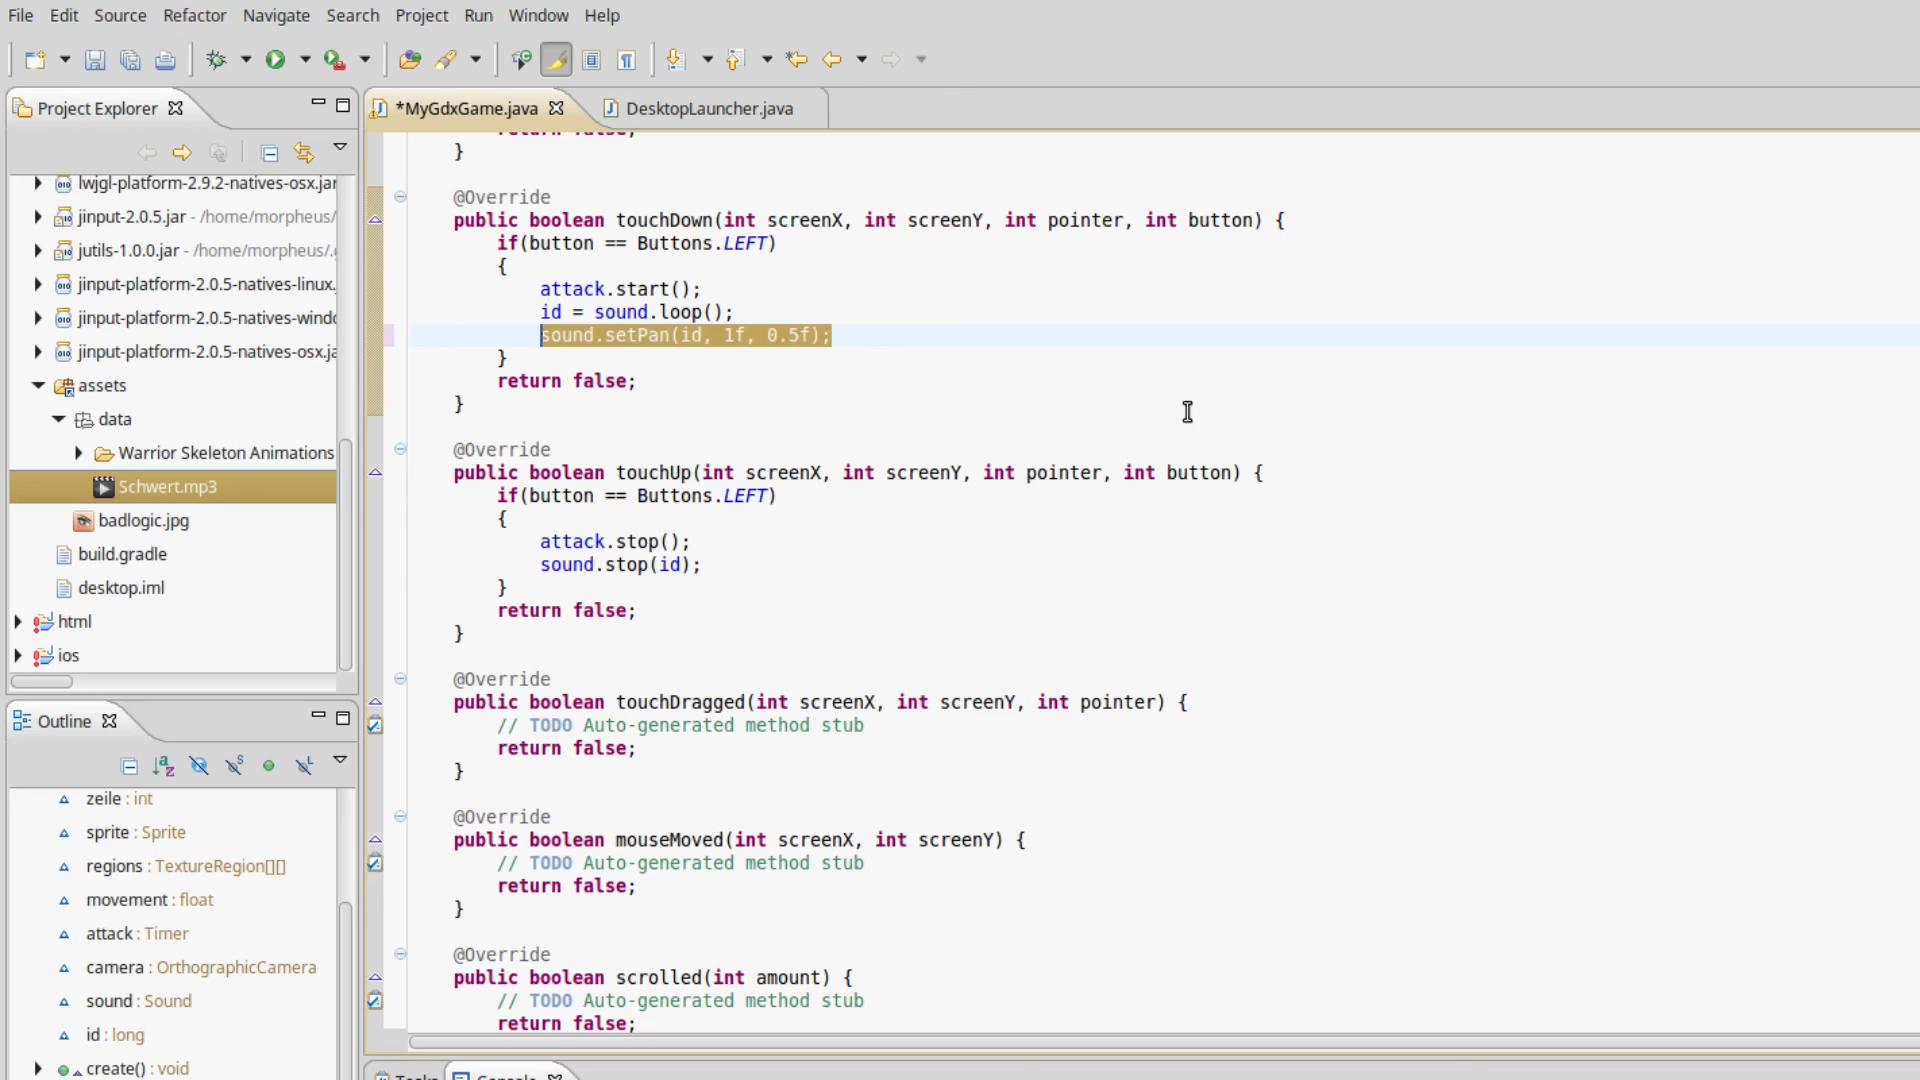 File Edit Source Refactor Navigate Search Project Run Window Help
Project Explorer
*MyGdxGame.java
DesktopLauncher.java
lwjgl-platform-2.9.2-natives-osx.jar
jinput-2.0.5.jar - /home/morpheus/
jutils-1.0.0.jar - /home/morpheus/.g
jinput-platform-2.0.5-natives-linux.
jinput-platform-2.0.5-natives-windo
jinput-platform-2.0.5-natives-osx.ja
assets
data
Warrior Skeleton Animations
Schwert.mp3
badlogic.jpg
build.gradle
desktop.iml
html
ios
Outline
zeile : int
sprite : Sprite
regions : TextureRegion[][]
movement : float
attack : Timer
camera : OrthographicCamera
sound : Sound
id : long
create() : void
return false;
}
@Override
public boolean touchDown(int screenX, int screenY, int pointer, int button) {
if(button == Buttons.LEFT)
{
attack.start();
id = sound.loop();
sound.setPan(id, 1f, 0.5f);
}
return false;
}
@Override
public boolean touchUp(int screenX, int screenY, int pointer, int button) {
if(button == Buttons.LEFT)
{
attack.stop();
sound.stop(id);
}
return false;
}
@Override
public boolean touchDragged(int screenX, int screenY, int pointer) {
// TODO Auto-generated method stub
return false;
}
@Override
public boolean mouseMoved(int screenX, int screenY) {
// TODO Auto-generated method stub
return false;
}
@Override
public boolean scrolled(int amount) {
// TODO Auto-generated method stub
return false;
Tasks
Console